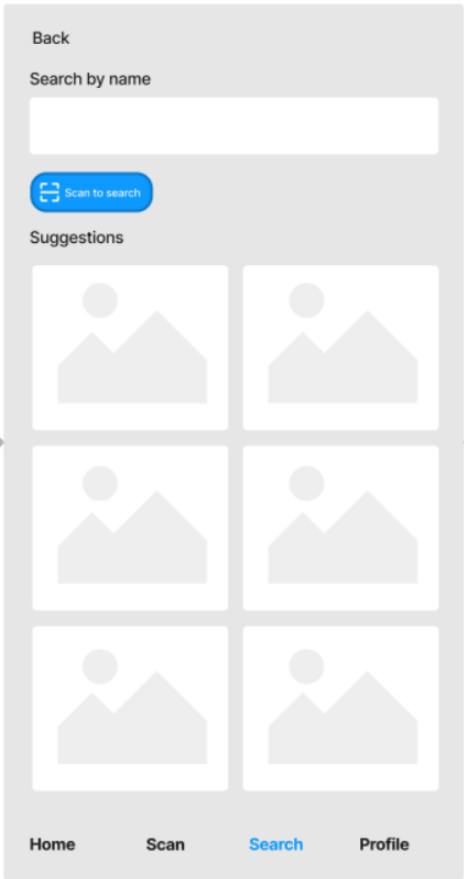 Back
Search by name
Scan to search
Suggestions
Home Scan Search Profile